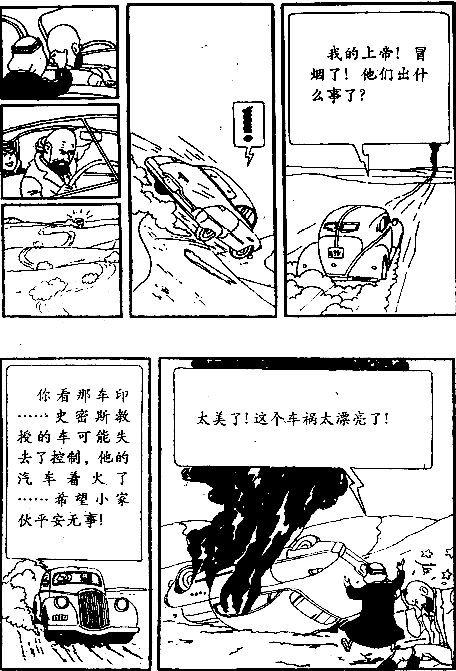 我的上帝！冒
烟了！他们出什
么事了？
你看那车印
……史密斯教
授的车可能失
去了控制，他的
汽车着火了
……希望小家
伙平安无事！
太美了！这个车祸太漂亮了！